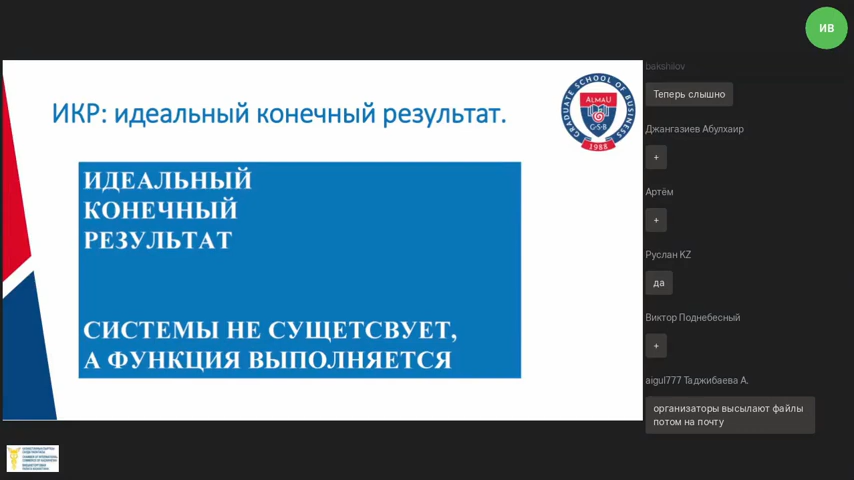 ИВ
ИКР: идеальный конечный результат.
GRADUATE SCHOOL OF BUSINESS
ALMAU
G·S·B
1988
ИДЕАЛЬНЫЙ
КОНЕЧНЫЙ
РЕЗУЛЬТАТ
СИСТЕМЫ НЕ СУЩЕТСВУЕТ,
А ФУНКЦИЯ ВЫПОЛНЯЕТСЯ
bakshilov
Теперь слышно
Джангазиев Абулхаир
+
Артём
+
Руслан KZ
да
Виктор Поднебесный
+
aigul777 Таджибаева А.
организаторы высылают файлы
потом на почту